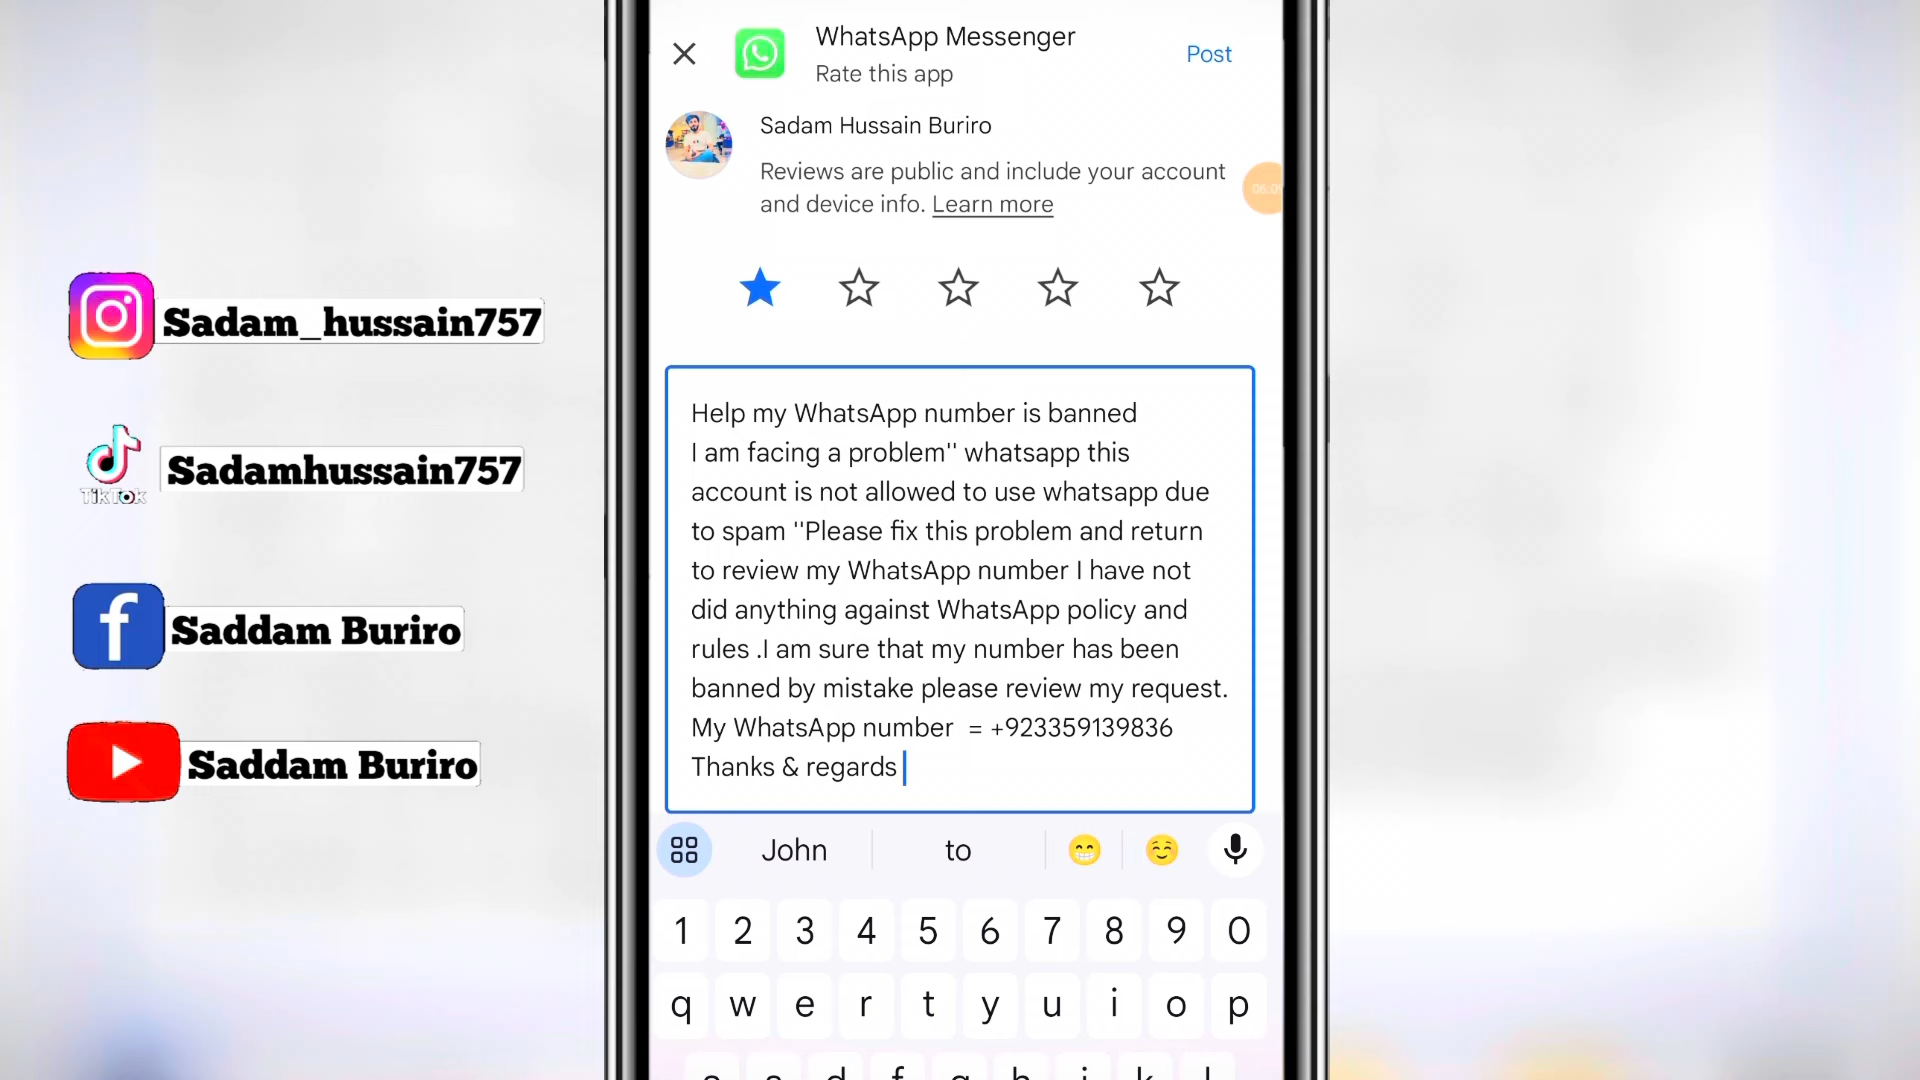 WhatsApp Messenger
Rate this app
Post
Sadam Hussain Buriro
Reviews are public and include your account
and device info. Learn more
Sadam_hussain757
TikTok
Sadamhussain757
Saddam Buriro
Saddam Buriro
Help my WhatsApp number is banned
I am facing a problem'' whatsapp this
account is not allowed to use whatsapp due
to spam ''Please fix this problem and return
to review my WhatsApp number I have not
did anything against WhatsApp policy and
rules .I am sure that my number has been
banned by mistake please review my request.
My WhatsApp number = +923359139836
Thanks & regards
John to
1 2 3 4 5 6 7 8 9 0
q w e r t y u i o p